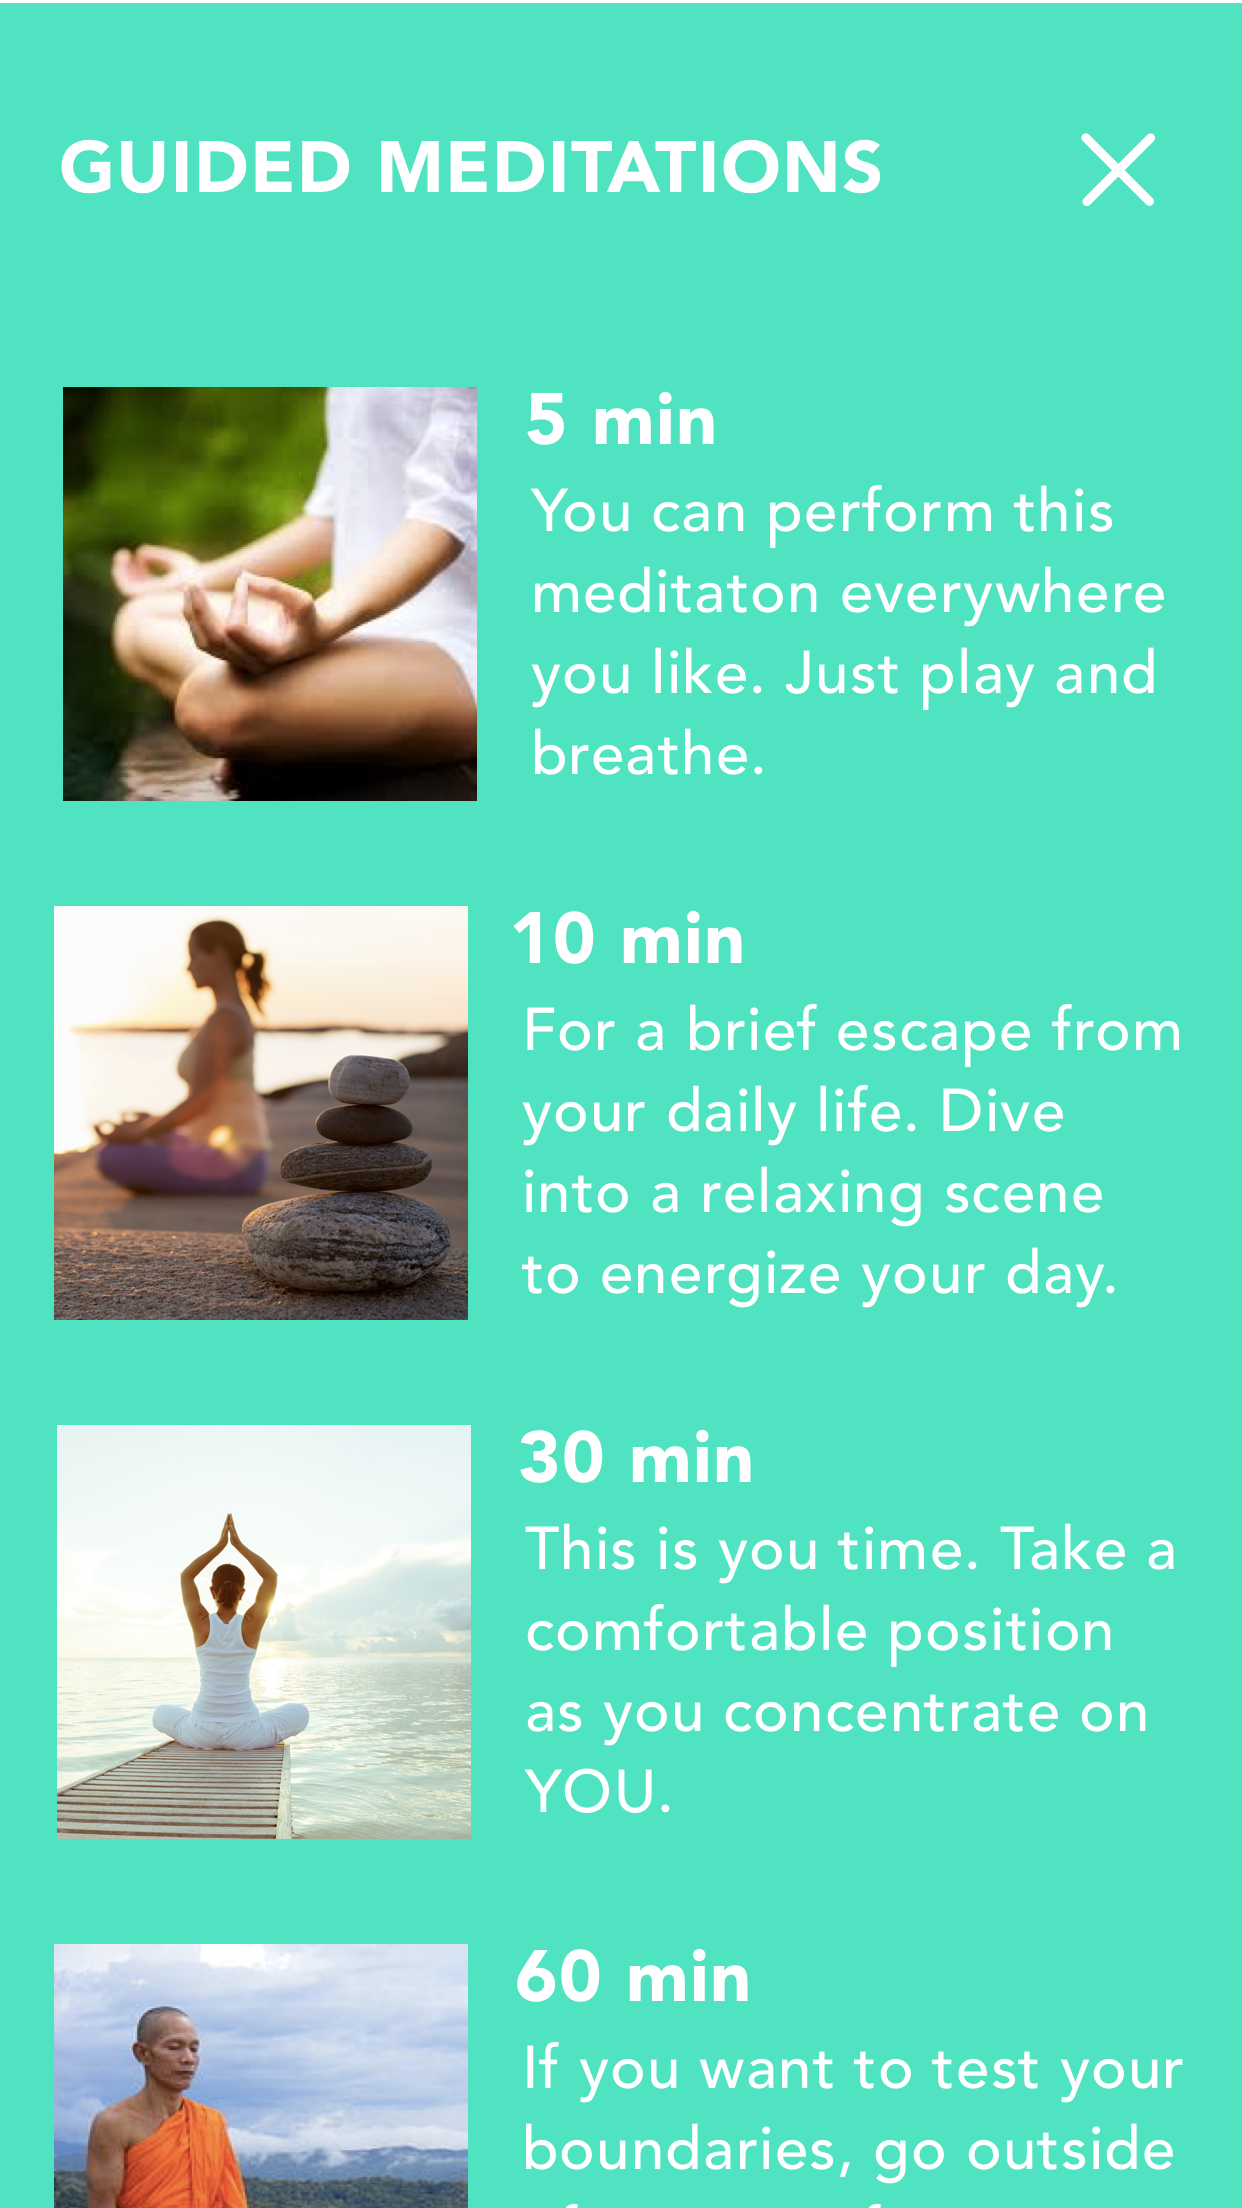 GUIDED MEDITATIONS
5 min
You can perform this
meditaton everywhere
you like. Just play and
breathe.
10 min
For a brief escape from
your daily life. Dive
into a relaxing scene
to energize your day.
30 min
This is you time. Take a
comfortable position
as you concentrate on
YOU.
60 min
If you want to test your
boundaries, go outside